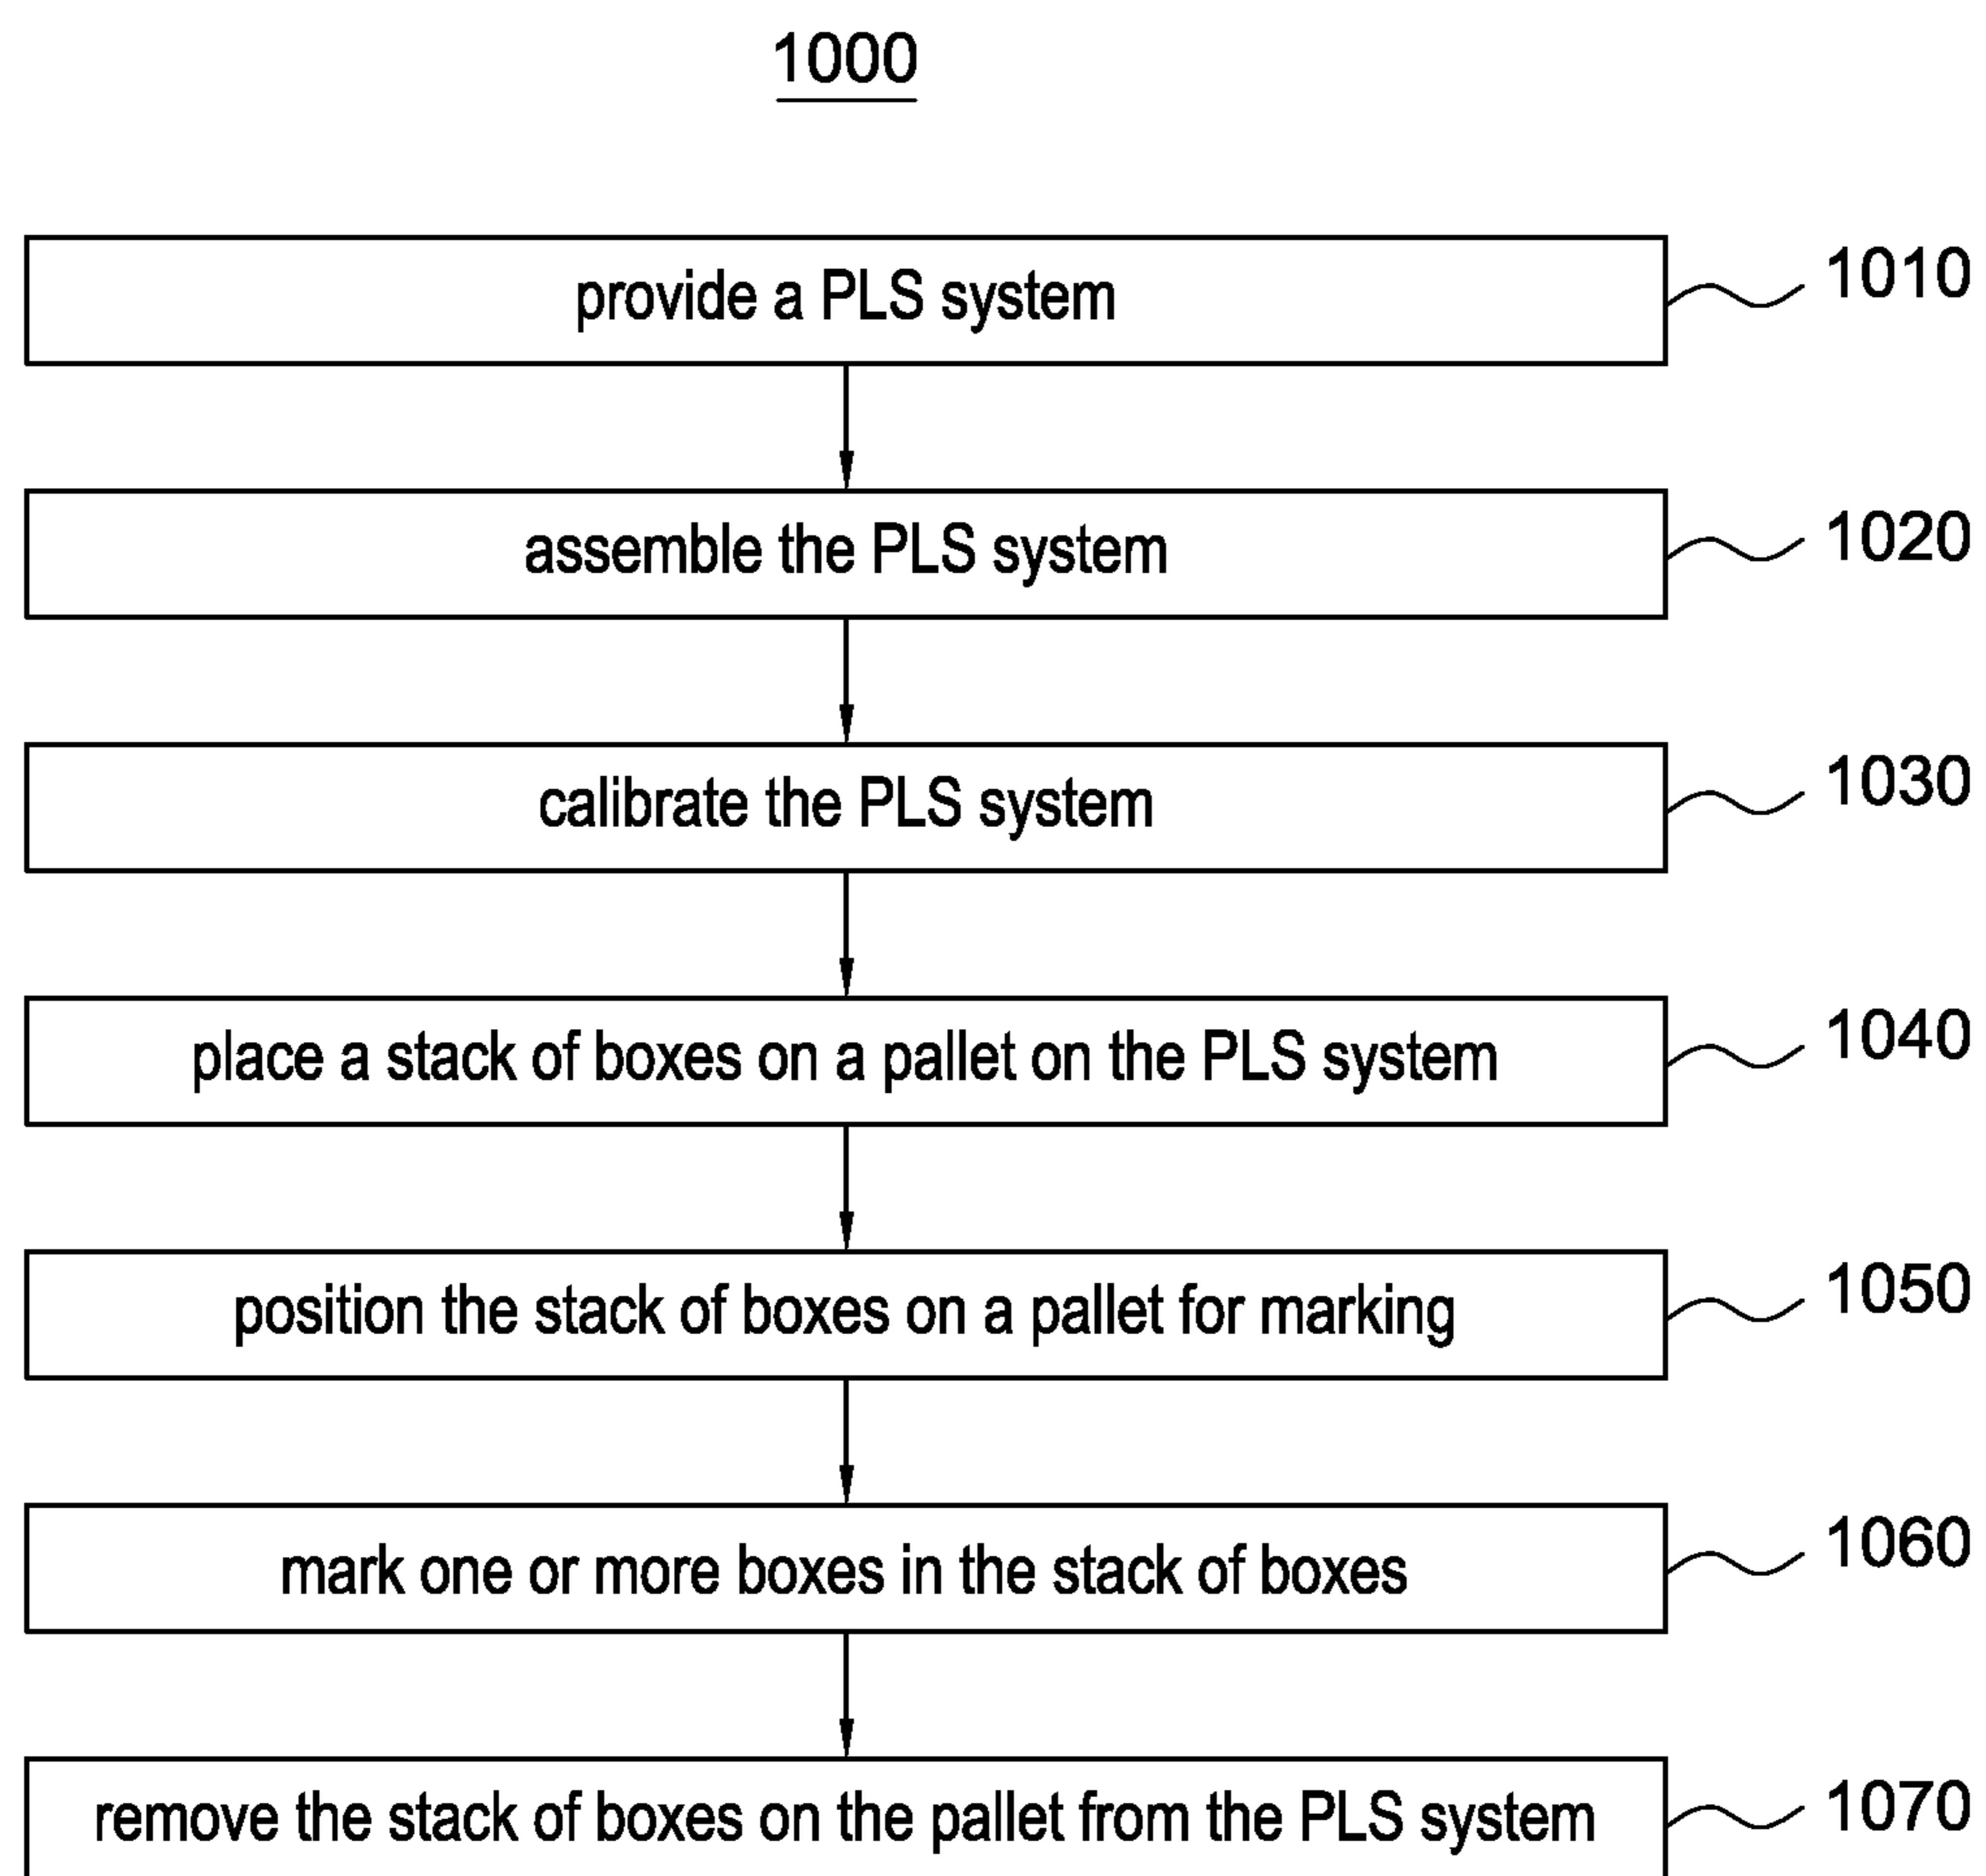 1000
provide a PLS system
1010
assemble the PLS system
1020
calibrate the PLS system
1030
place a stack of boxes on a pallet on the PLS system
1040
position the stack of boxes on a pallet for marking
1050
mark one or more boxes in the stack of boxes
1060
remove the stack of boxes on the pallet from the PLS system
1070